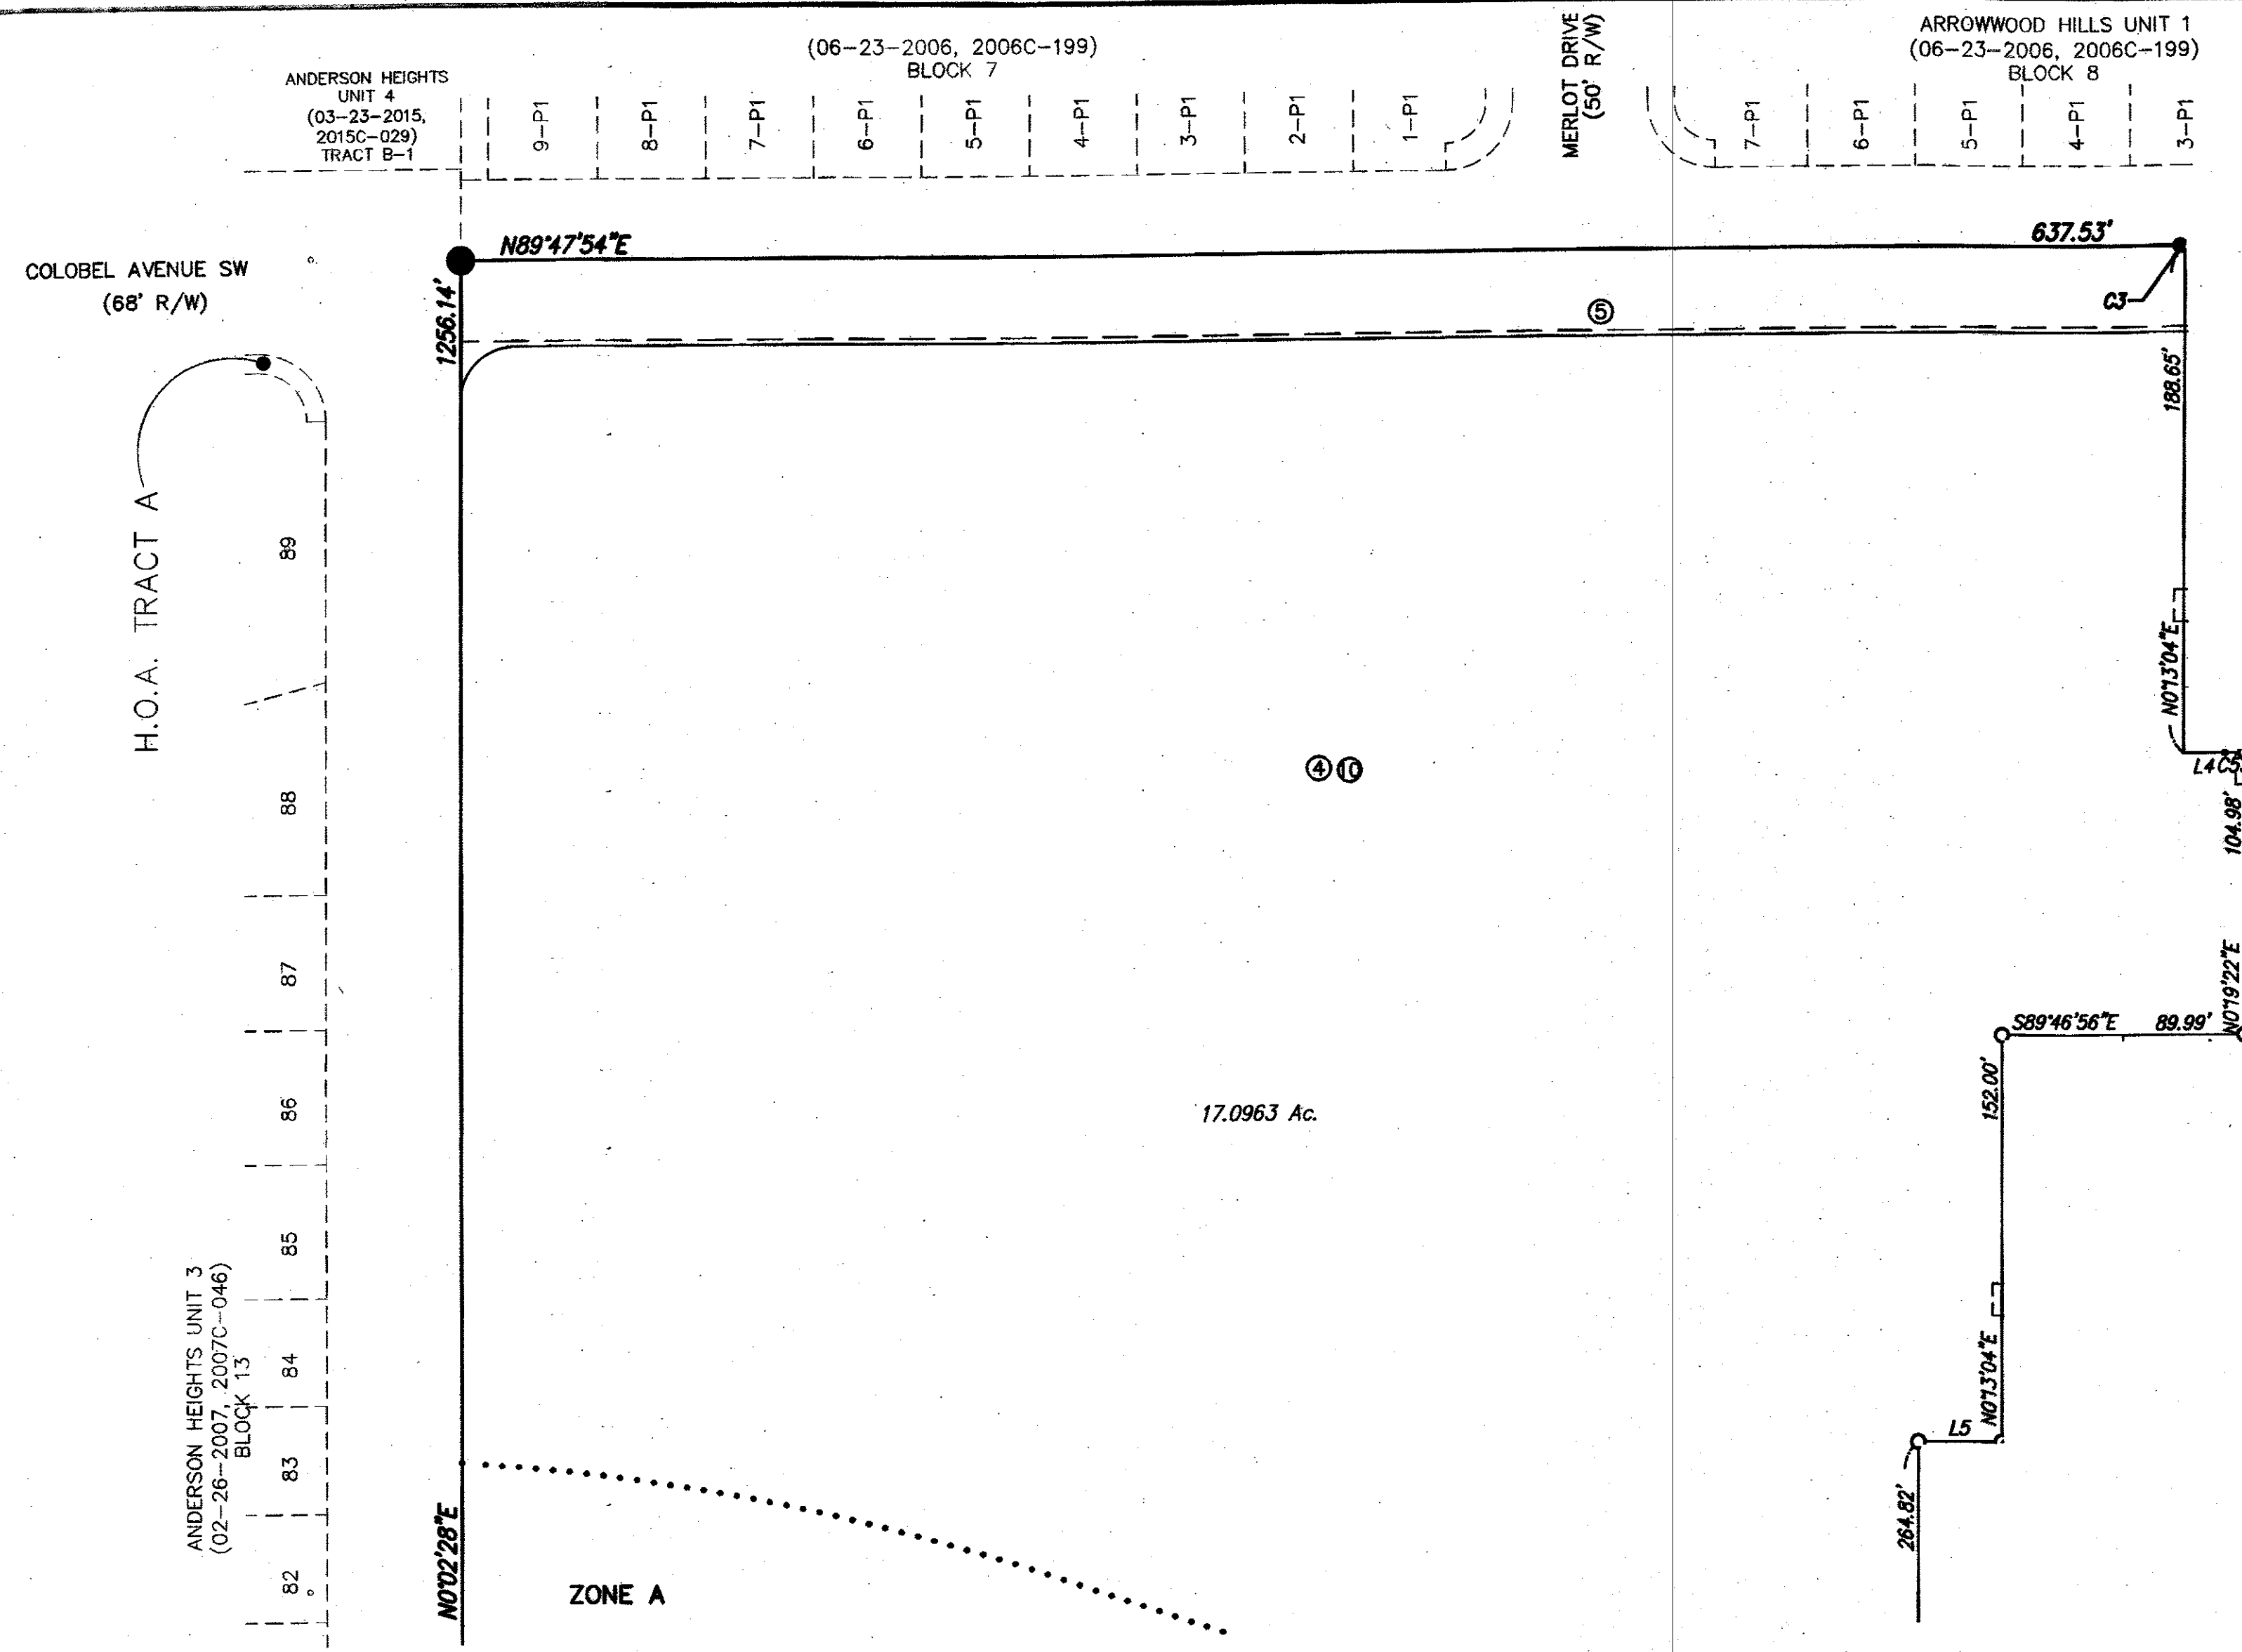 (06-23-2006, 2006C-199)
BLOCK 7
MERLOT DRIVE
(50' R/W)
ARROWWOOD HILLS UNIT 1
(06-23-2006, 2006C-199)
BLOCK 8
ANDERSON HEIGHTS
UNIT 4
(03-23-2015,
2015C-029)
TRACT B-1
9-P1
8-P1
7-P1
6-P1
5-P1
4-P1
3-P1
2-P1
1-P1
7-P1
6-P1
5-P1
4-P1
3-P1
COLOBEL AVENUE SW
(68' R/W)
N89°47'54"E
637.53'
C3
1256.14'
5
188.65'
H.O.A. TRACT A
89
N0°13'04"E
L4
C5
88
4 10
104.98'
87
N0°19'22"E
S89°46'56"E 89.99'
86
152.00'
17.0963 Ac.
85
ANDERSON HEIGHTS UNIT 3
(02-26-2007, 2007C-046)
BLOCK 13
84
N0°13'04"E
L5
83
264.82'
N0°02'28"E
82
ZONE A